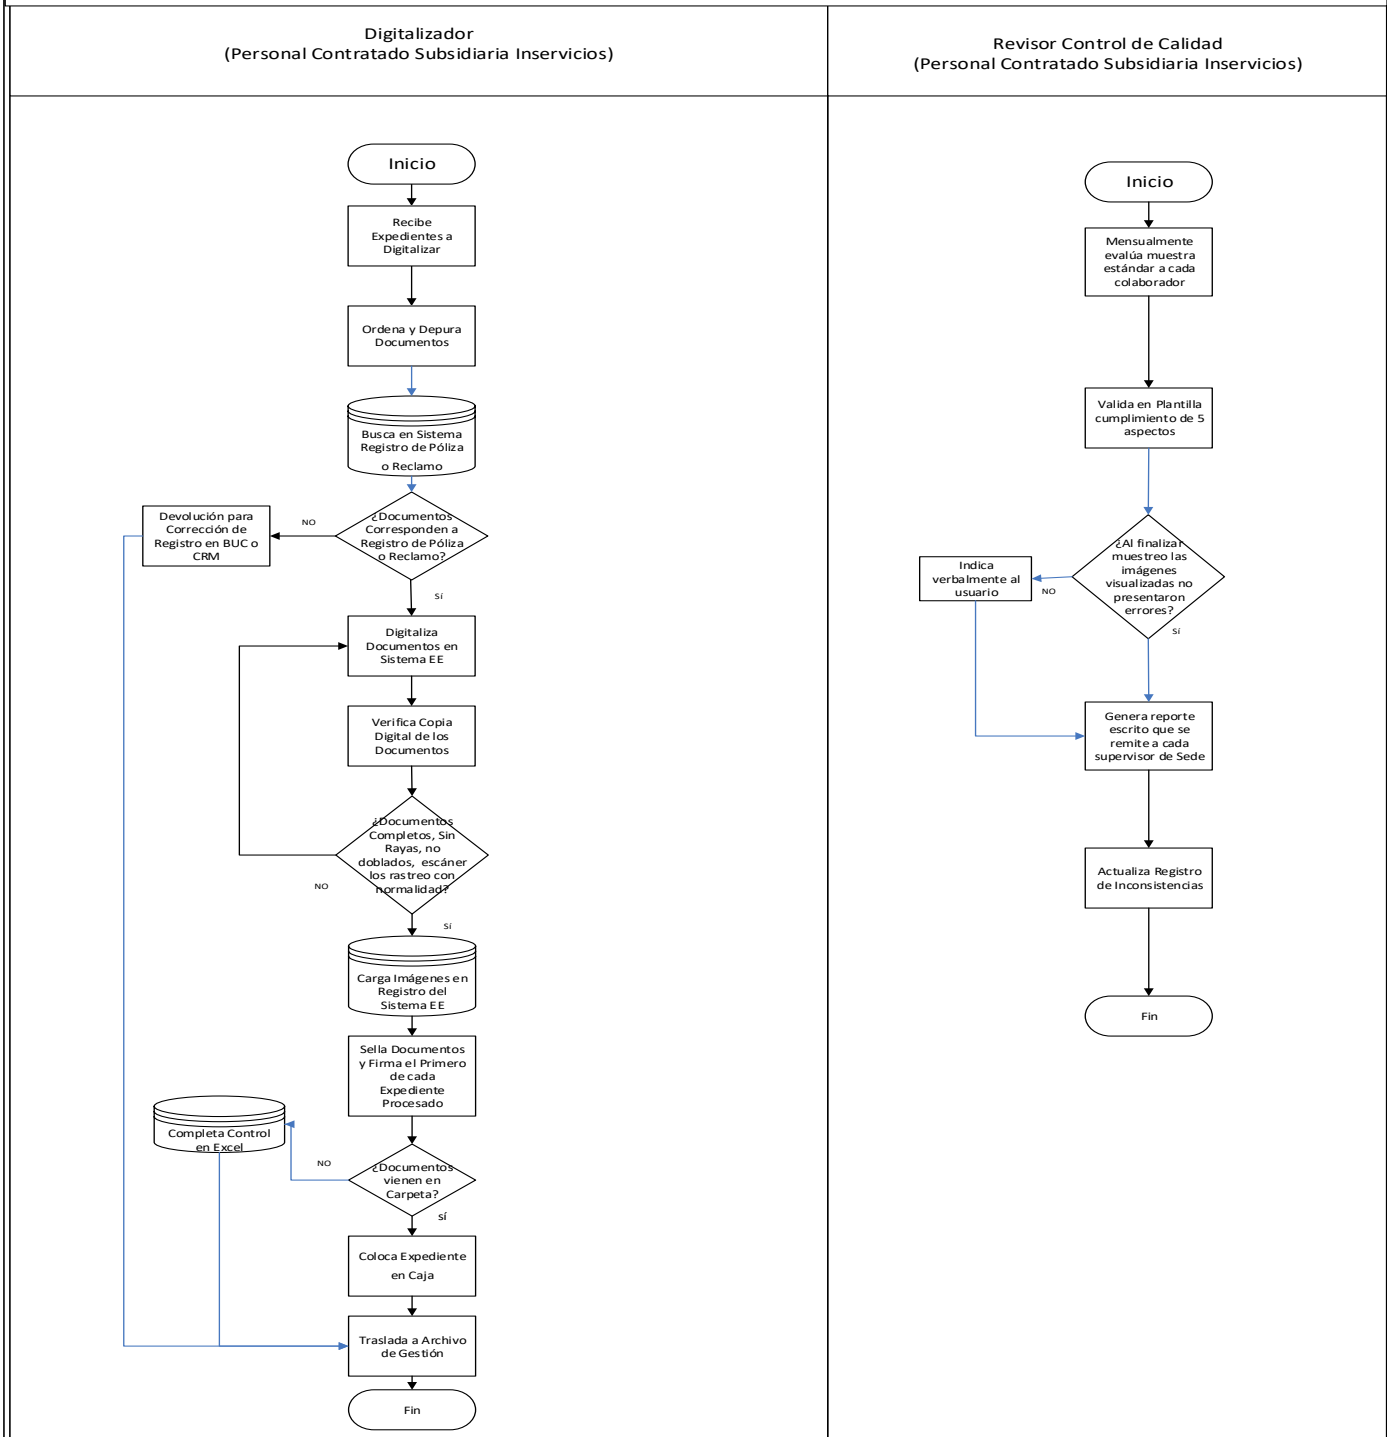 Digitalizador
(Personal Contratado Subsidiaria Inservicios)
Revisor Control de Calidad
(Personal Contratado Subsidiaria Inservicios)
Inicio
Recibe
Expedientes a
Digitalizar
Ordena y Depura
Documentos
Busca en Sistema
Registro de Póliza
o Reclamo
¿Documentos
Corresponden a
Registro de Póliza
o Reclamo?
NO
Devolución para
Corrección de
Registro en BUC o
CRM
Sí
Digitaliza
Documentos en
Sistema EE
Verifica Copia
Digital de los
Documentos
¿Documentos
Completos, Sin
Rayas, no
doblados, escáner
los rastreo con
normalidad?
NO
Sí
Carga Imágenes en
Registro del
Sistema EE
Sella Documentos
y Firma el Primero
de cada
Expediente
Procesado
Completa Control
en Excel
NO
¿Documentos
vienen en
Carpeta?
Sí
Coloca Expediente
en Caja
Traslada a Archivo
de Gestión
Fin
Inicio
Mensualmente
evalúa muestra
estándar a cada
colaborador
Valida en Plantilla
cumplimiento de 5
aspectos
¿Al finalizar
muestreo las
imágenes
visualizadas no
presentaron
errores?
NO
Indica
verbalmente al
usuario
Sí
Genera reporte
escrito que se
remite a cada
supervisor de Sede
Actualiza Registro
de Inconsistencias
Fin